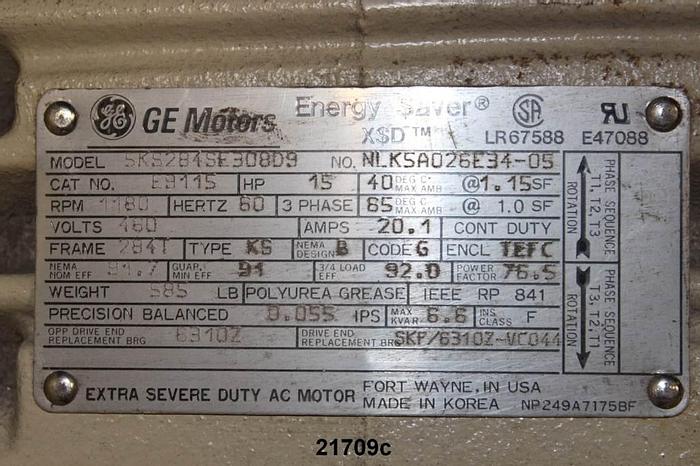 GE Motors Energy Saver® SA UR
XSD™ LR67588 E47088
MODEL 5KS284SE308D9 NO. NLK5A026E34-05
CAT NO. E9115 HP 15 40 DEG C MAX AMB @ 1.15 SF
RPM 1180 HERTZ 60 3 PHASE 65 DEG C MAX AMB @ 1.0 SF
VOLTS 460 AMPS 20.1 CONT DUTY
FRAME 284T TYPE KS NEMA DESIGN B CODE G ENCL TEFC
NEMA NOM EFF 91.7 GUAR. MIN EFF 91 3/4 LOAD EFF 92.0 POWER FACTOR 76.5
WEIGHT 585 LB POLYUREA GREASE IEEE RP 841
PRECISION BALANCED 0.055 IPS MAX KVAR 6.6 INS CLASS F
OPP DRIVE END REPLACEMENT BRG 6310Z DRIVE END REPLACEMENT BRG SKF/6310Z-VC044
PHASE SEQUENCE
T1, T2, T3
ROTATION
PHASE SEQUENCE
T3, T2, T1
ROTATION
EXTRA SEVERE DUTY AC MOTOR FORT WAYNE, IN USA
MADE IN KOREA NP249A7175BF
21709c